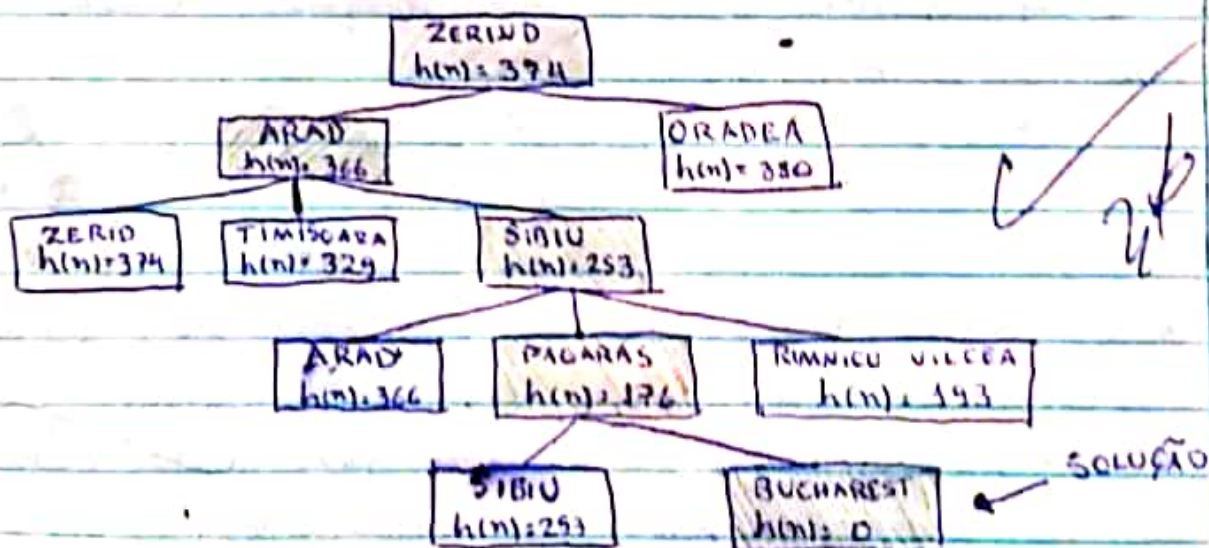 ZERIND
h(n)= 374
ARAD
h(n)= 366
ORADEA
h(n)= 380
ZERID
h(n)=374
TIMISOARA
h(n)= 329
SIBIU
h(n)= 253
ARAD
h(n)= 366
FAGARAS
h(n)= 176
RIMNICU VILCEA
h(n)= 193
SIBIU
h(n)=253
BUCHAREST
h(n)= 0
SOLUÇÃO